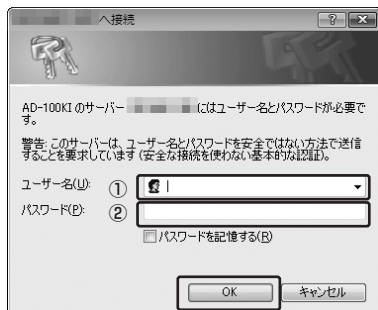 へ接続
AD-100KI のサーバー にはユーザー名とパスワードが必要で
す。
警告: このサーバーは、ユーザー名とパスワードを安全ではない方法で送信
することを要求しています (安全な接続を使わない基本的な認証)。
ユーザー名(U): ①
パスワード(P): ②
パスワードを記憶する(R)
OK キャンセル